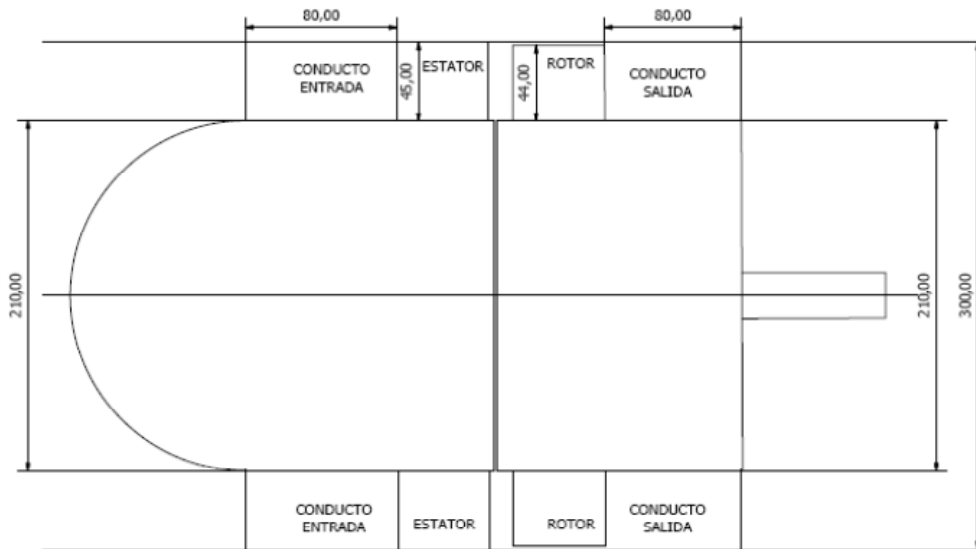 80,00
80,00
CONDUCTO
ENTRADA
45,00
ESTATOR
44,00
ROTOR
CONDUCTO
SALIDA
210,00
210,00
300,00
CONDUCTO
ENTRADA
ESTATOR
ROTOR
CONDUCTO
SALIDA